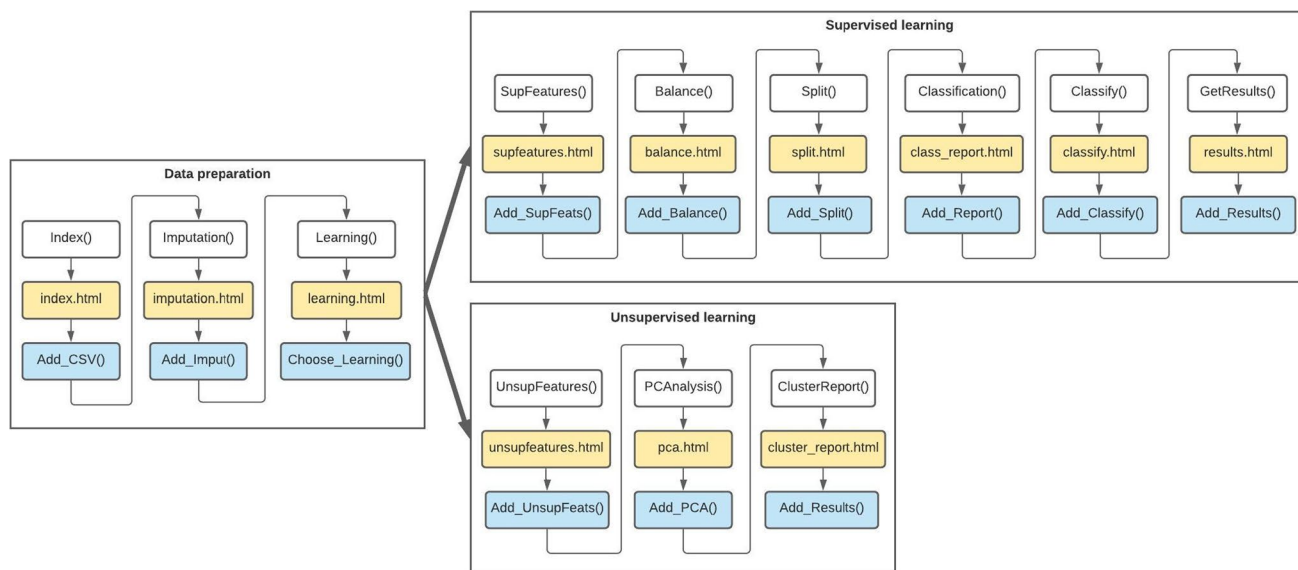 Data preparation
Index()
index.html
Add_CSV()
Imputation()
imputation.html
Add_Imput()
Learning()
learning.html
Choose_Learning()
Supervised learning
SupFeatures()
supfeatures.html
Add_SupFeats()
Balance()
balance.html
Add_Balance()
Split()
split.html
Add_Split()
Classification()
class_report.html
Add_Report()
Classify()
classify.html
Add_Classify()
GetResults()
results.html
Add_Results()
Unsupervised learning
UnsupFeatures()
unsupfeatures.html
Add_UnsupFeats()
PCAnalysis()
pca.html
Add_PCA()
ClusterReport()
cluster_report.html
Add_Results()